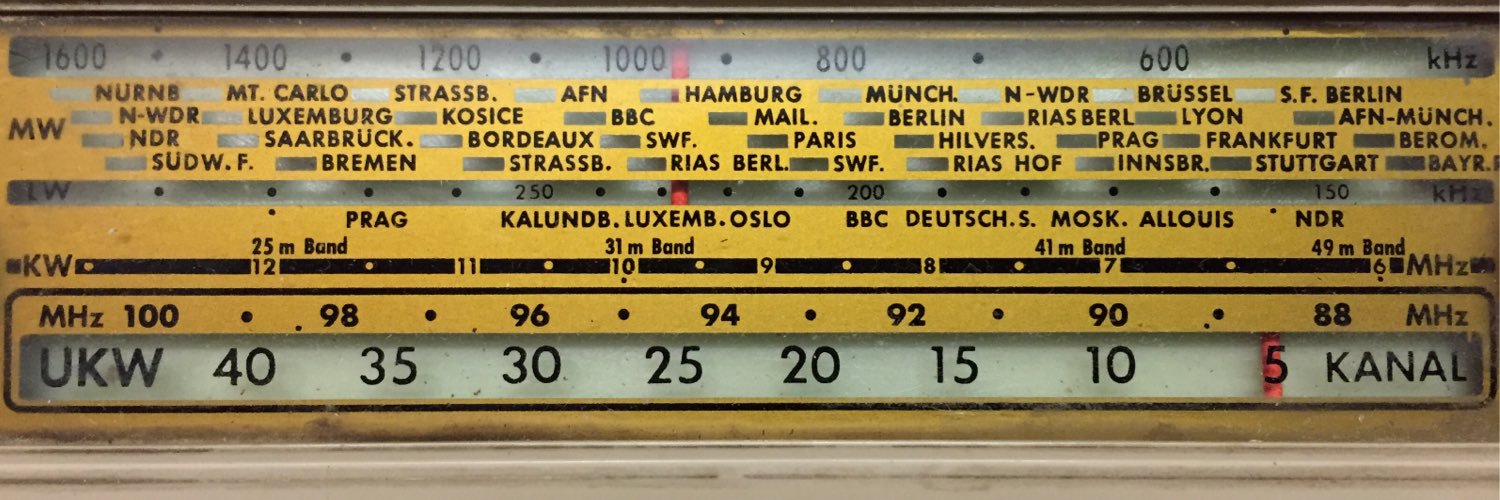 1600 1400 1200 1000 800 600 kHz
NÜRNB MT. CARLO STRASSB. AFN HAMBURG MÜNCH. N-WDR BRÜSSEL S.F. BERLIN
N-WDR LUXEMBURG KOSICE BBC MAIL. BERLIN RIAS BERL LYON AFN-MÜNCH.
MW
NDR SAARBRÜCK. BORDEAUX SWF. PARIS HILVERS. PRAG FRANKFURT BEROM.
SÜDW.F. BREMEN STRASSB. RIAS BERL. SWF. RIAS HOF INNSBR. STUTTGART BAYR.
LW 250 200 150 kHz
PRAG KALUNDB. LUXEMB. OSLO BBC DEUTSCH.S. MOSK. ALLOUIS NDR
25 m Band 31 m Band 41 m Band 49 m Band
KW 12 11 10 9 8 7 6 MHz
MHz 100 98 96 94 92 90 88 MHz
UKW 40 35 30 25 20 15 10 5 KANAL